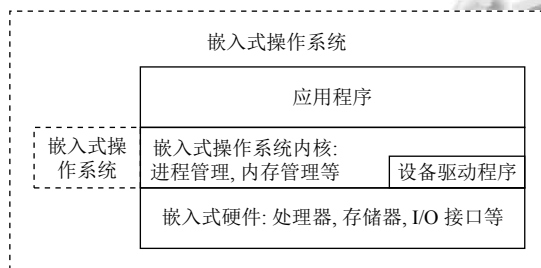 嵌入式操作系统
应用程序
嵌入式操
作系统
嵌入式操作系统内核:
进程管理, 内存管理等
设备驱动程序
嵌入式硬件: 处理器, 存储器, I/O 接口等